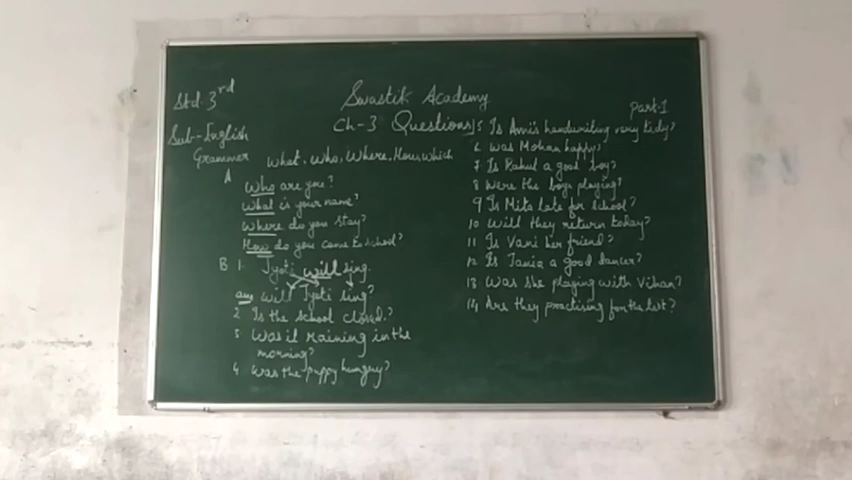 Swastik Academy
Std. 3rd
Part-1
Ch-3 Questions
Sub-English
Grammer
What, Who, Where, How, which
A
Who are you?
What is your name?
Where do you stay?
How do you come to school?
B 1. Jyoti will sing.
ans Will Jyoti sing?
2 Is the school closed?
3 Was it raining in the
morning?
4 Was the puppy hungry?
5 Is Avni's handwriting very tidy?
6 Was Mohan happy?
7 Is Rahul a good boy?
8 Were the boys playing?
9 Is Mita late for school?
10 Will they return today?
11 Is Vani her friend?
12 Is Tania a good dancer?
13 Was she playing with Vihan?
14 Are they practising for the test?